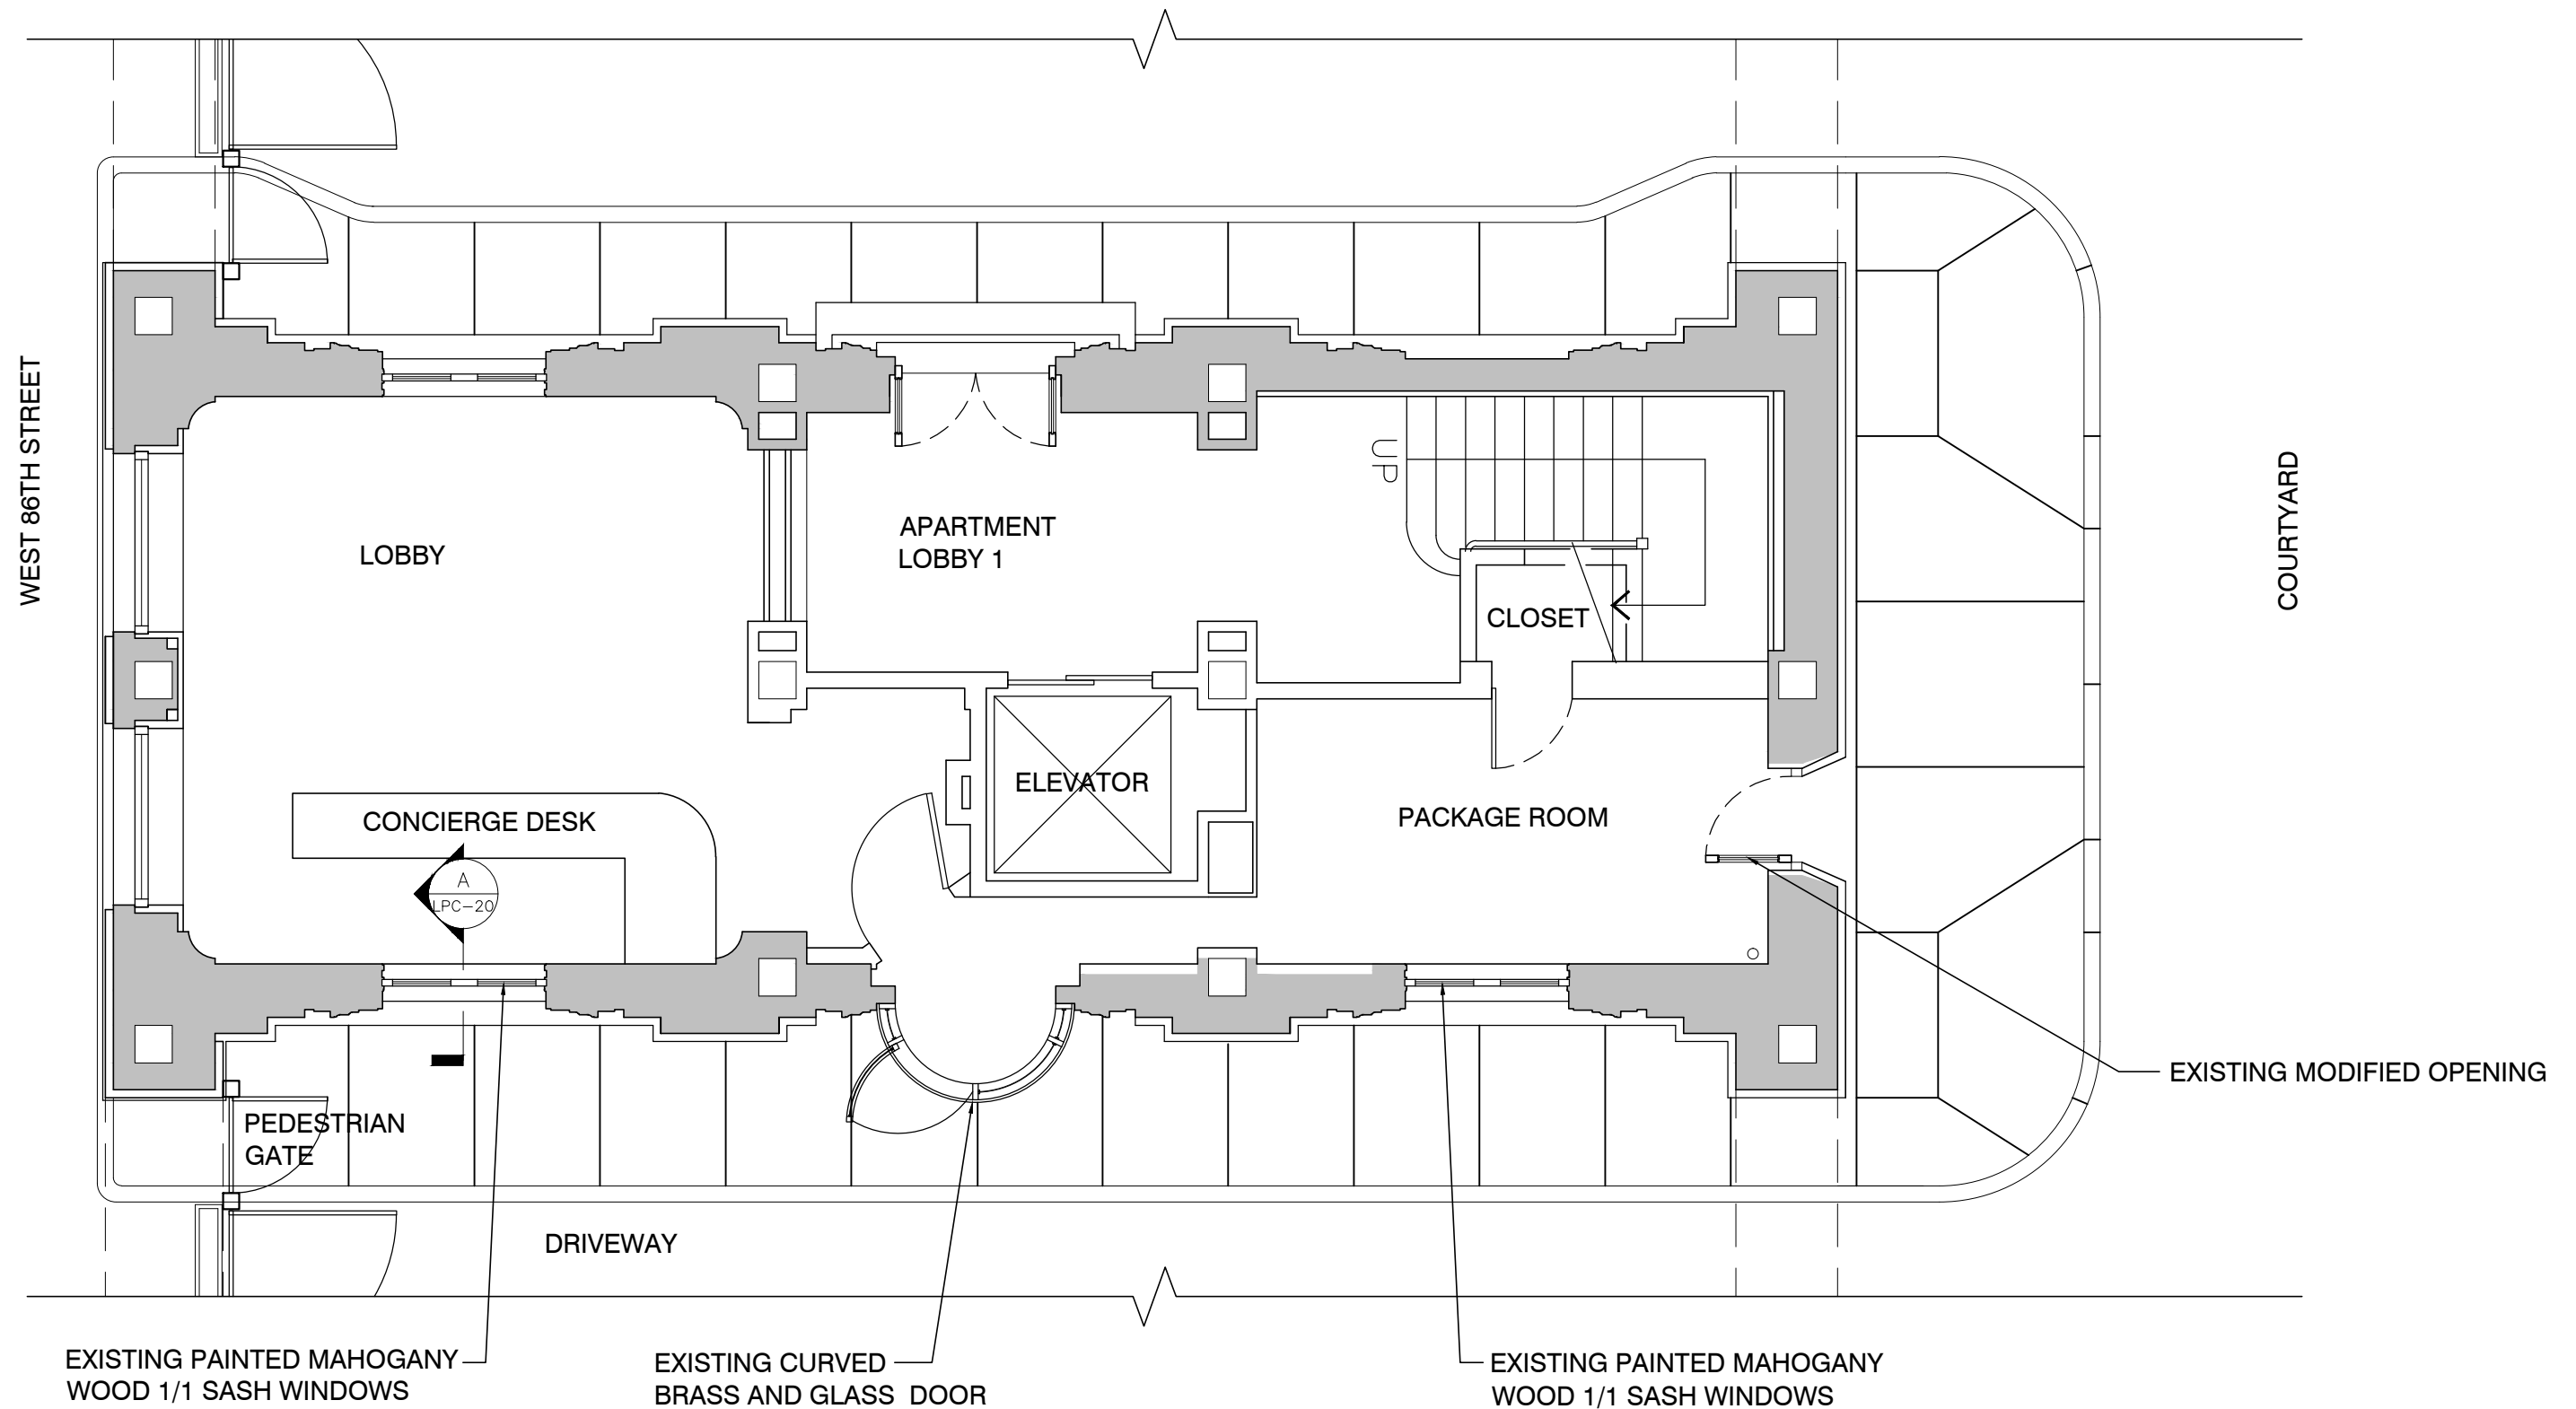 WEST 86TH STREET
COURTYARD
UP
LOBBY
APARTMENT
LOBBY 1
CLOSET
ELEVATOR
CONCIERGE DESK
PACKAGE ROOM
A
LPC-20
EXISTING MODIFIED OPENING
PEDESTRIAN
GATE
DRIVEWAY
EXISTING PAINTED MAHOGANY
WOOD 1/1 SASH WINDOWS
EXISTING CURVED
BRASS AND GLASS DOOR
EXISTING PAINTED MAHOGANY
WOOD 1/1 SASH WINDOWS